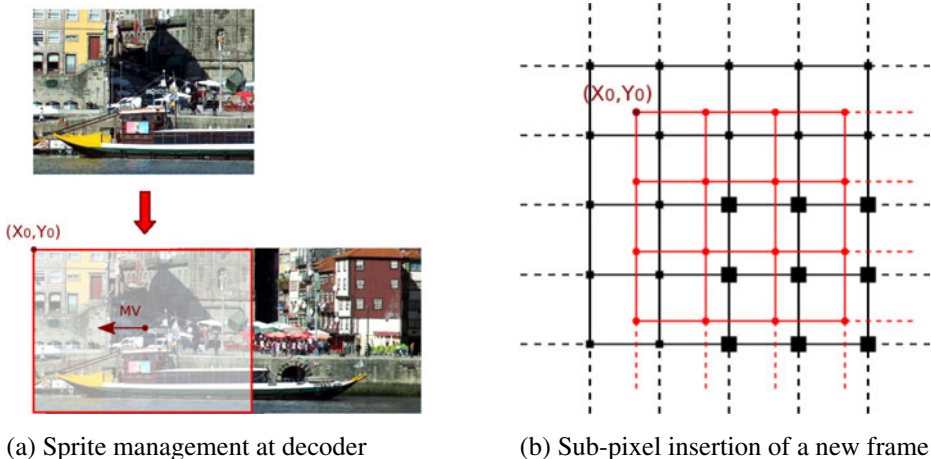 (X0,Y0)
MV
(X0,Y0)
(a) Sprite management at decoder
(b) Sub-pixel insertion of a new frame